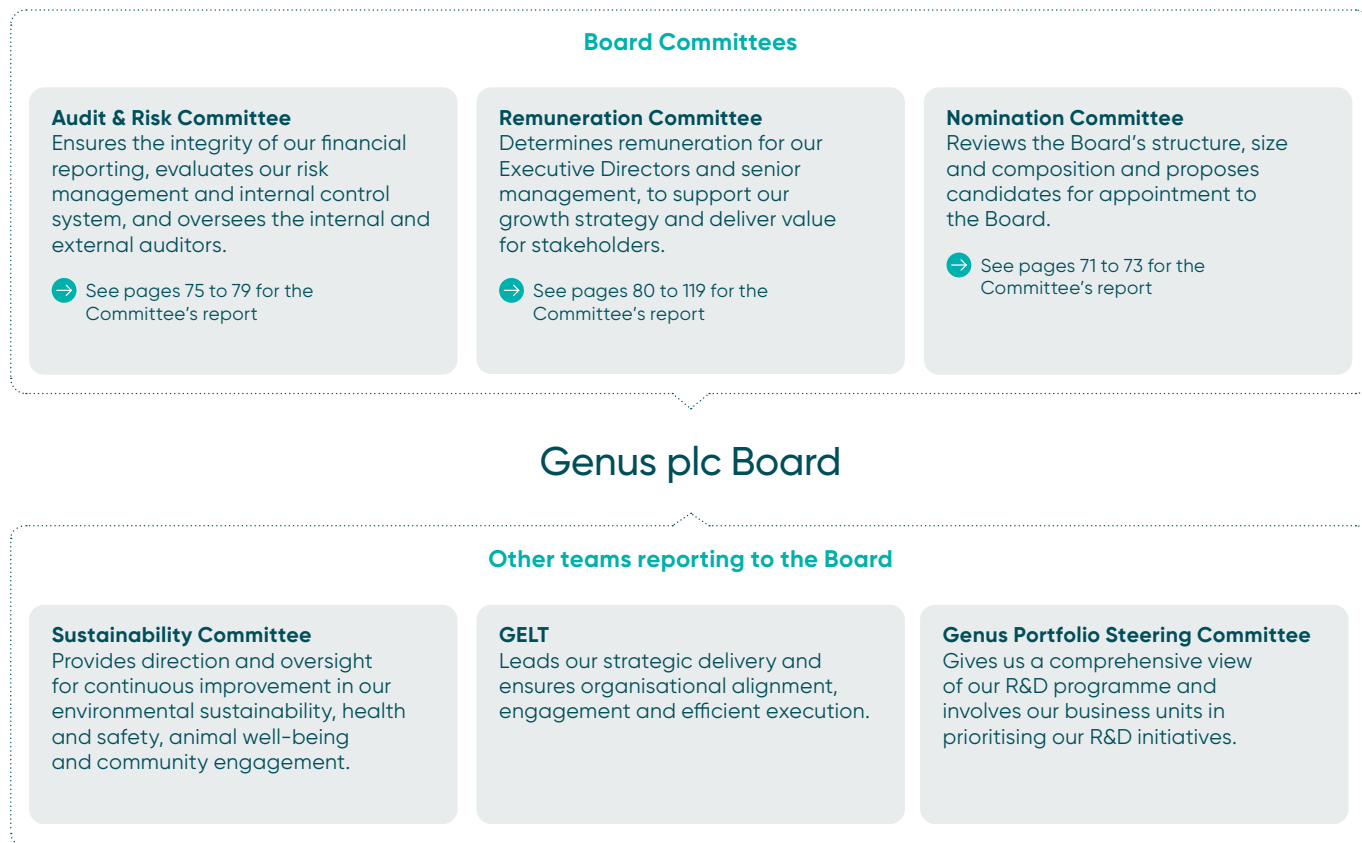 Board Committees
Audit & Risk Committee
Ensures the integrity of our financial
reporting, evaluates our risk
management and internal control
system, and oversees the internal and
external auditors.
See pages 75 to 79 for the
Committee's report
Remuneration Committee
Determines remuneration for our
Executive Directors and senior
management, to support our
growth strategy and deliver value
for stakeholders.
See pages 80 to 119 for the
Committee's report
Nomination Committee
Reviews the Board's structure, size
and composition and proposes
candidates for appointment to
the Board.
See pages 71 to 73 for the
Committee's report
Genus plc Board
Other teams reporting to the Board
Sustainability Committee
Provides direction and oversight
for continuous improvement in our
environmental sustainability, health
and safety, animal well-being
and community engagement.
GELT
Leads our strategic delivery and
ensures organisational alignment,
engagement and efficient execution.
Genus Portfolio Steering Committee
Gives us a comprehensive view
of our R&D programme and
involves our business units in
prioritising our R&D initiatives.